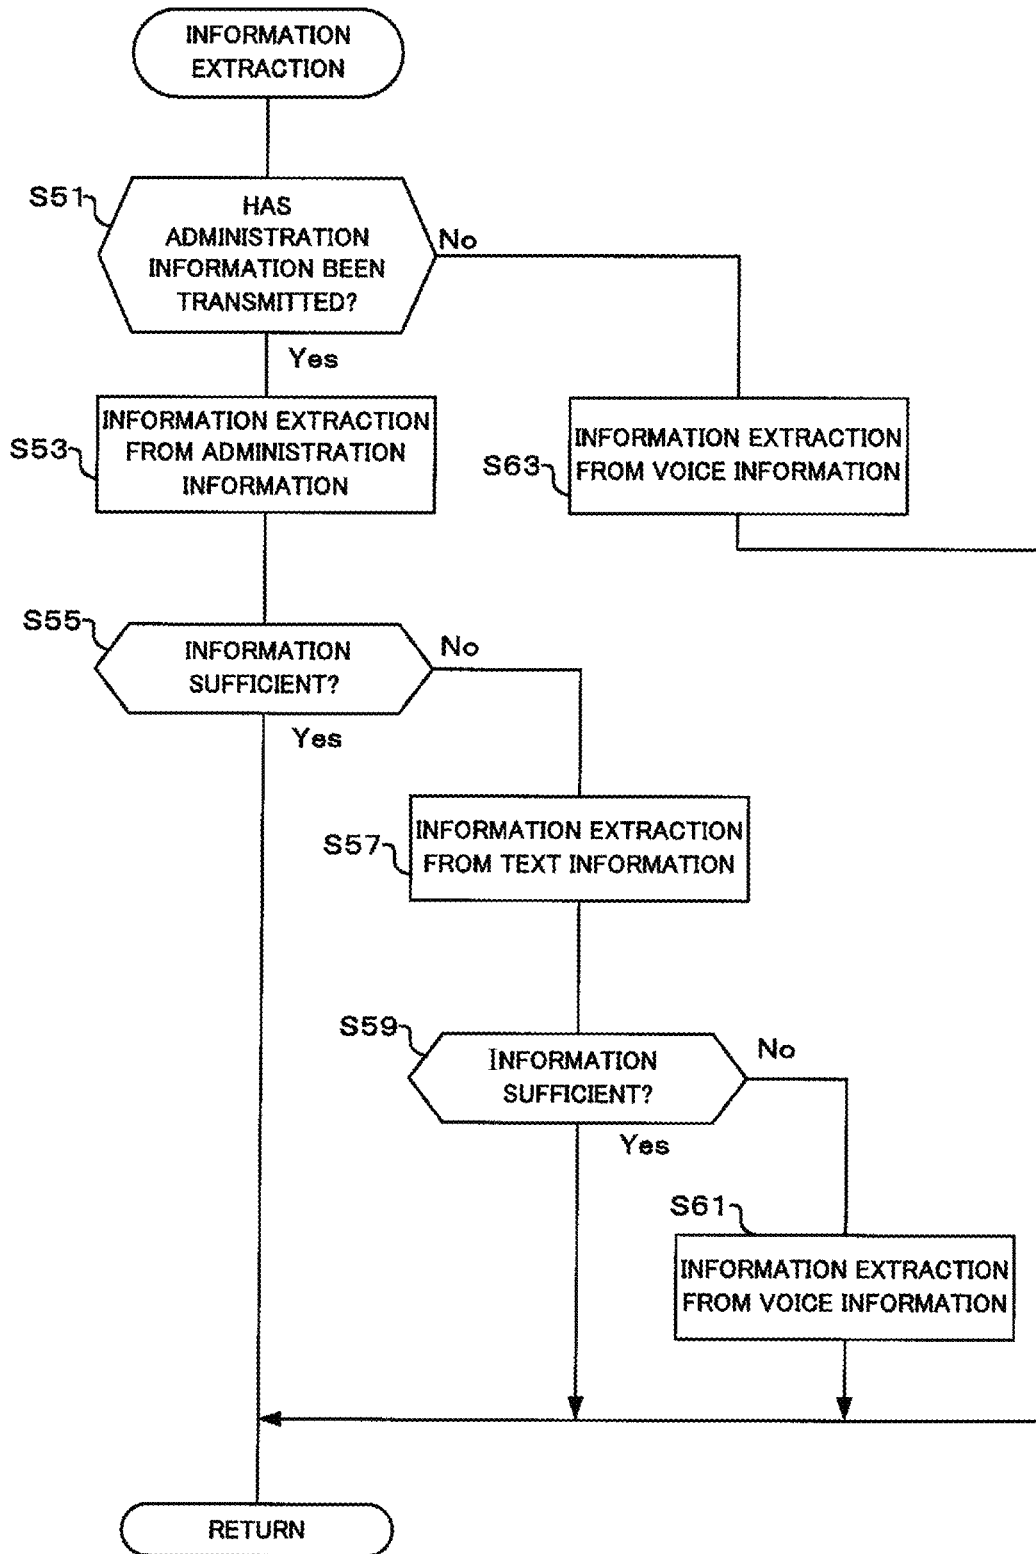 INFORMATION
EXTRACTION
S51
HAS
ADMINISTRATION
INFORMATION BEEN
TRANSMITTED?
No
Yes
S53
INFORMATION EXTRACTION
FROM ADMINISTRATION
INFORMATION
S63
INFORMATION EXTRACTION
FROM VOICE INFORMATION
S55
INFORMATION
SUFFICIENT?
No
Yes
S57
INFORMATION EXTRACTION
FROM TEXT INFORMATION
S59
INFORMATION
SUFFICIENT?
No
Yes
S61
INFORMATION EXTRACTION
FROM VOICE INFORMATION
RETURN